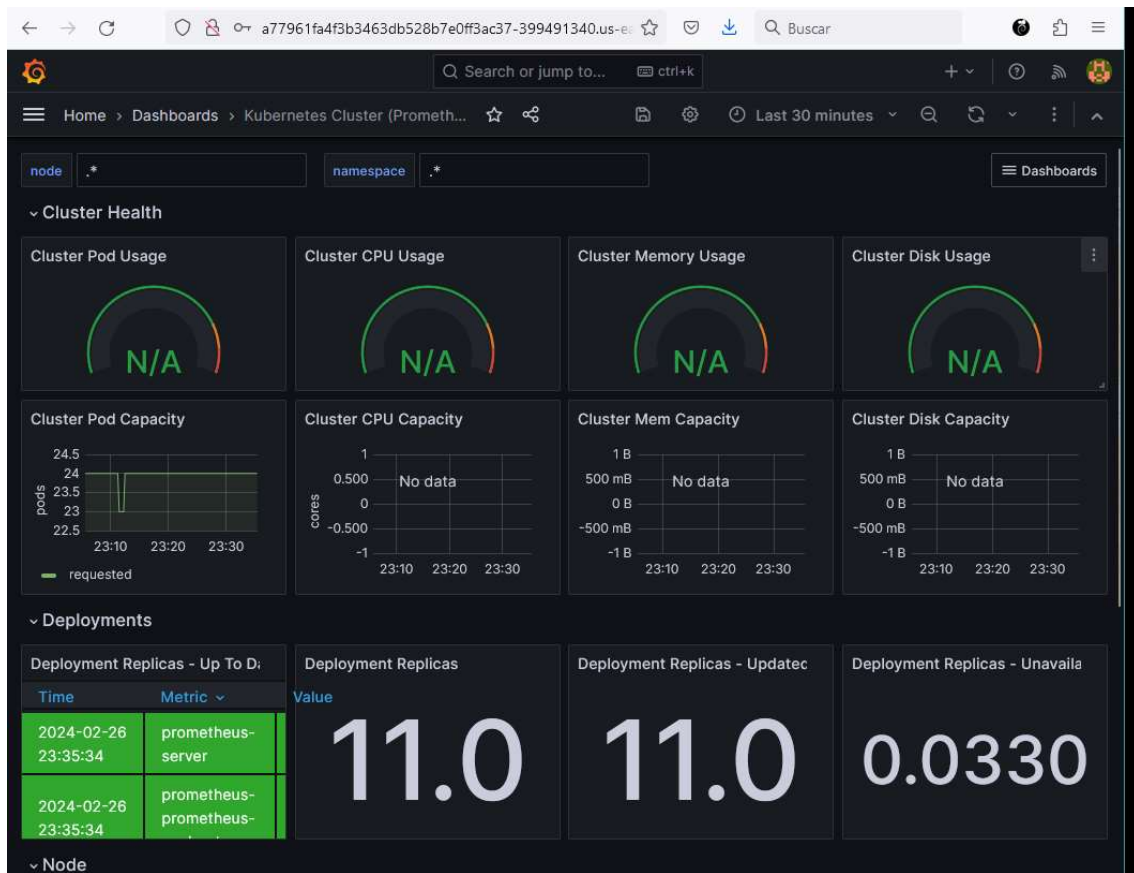 a77961fa4f3b3463db528b7e0ff3ac37-399491340.us-ea
Buscar
Search or jump to... ctrl+k
Home › Dashboards › Kubernetes Cluster (Prometh...
Last 30 minutes
node .* namespace .* Dashboards
Cluster Health
Cluster Pod Usage Cluster CPU Usage Cluster Memory Usage Cluster Disk Usage
N/A N/A N/A N/A
Cluster Pod Capacity
24.5
24
23.5
23
22.5
pods
23:10 23:20 23:30
requested
Cluster CPU Capacity
1
0.500
0
-0.500
-1
cores
No data
23:10 23:20 23:30
Cluster Mem Capacity
1 B
500 mB
0 B
-500 mB
-1 B
No data
23:10 23:20 23:30
Cluster Disk Capacity
1 B
500 mB
0 B
-500 mB
-1 B
No data
23:10 23:20 23:30
Deployments
Deployment Replicas - Up To Da
Time Metric Value
2024-02-26 prometheus-
23:35:34 server
2024-02-26 prometheus-
23:35:34 prometheus-
Deployment Replicas
11.0
Deployment Replicas - Updated
11.0
Deployment Replicas - Unavaila
0.0330
Node